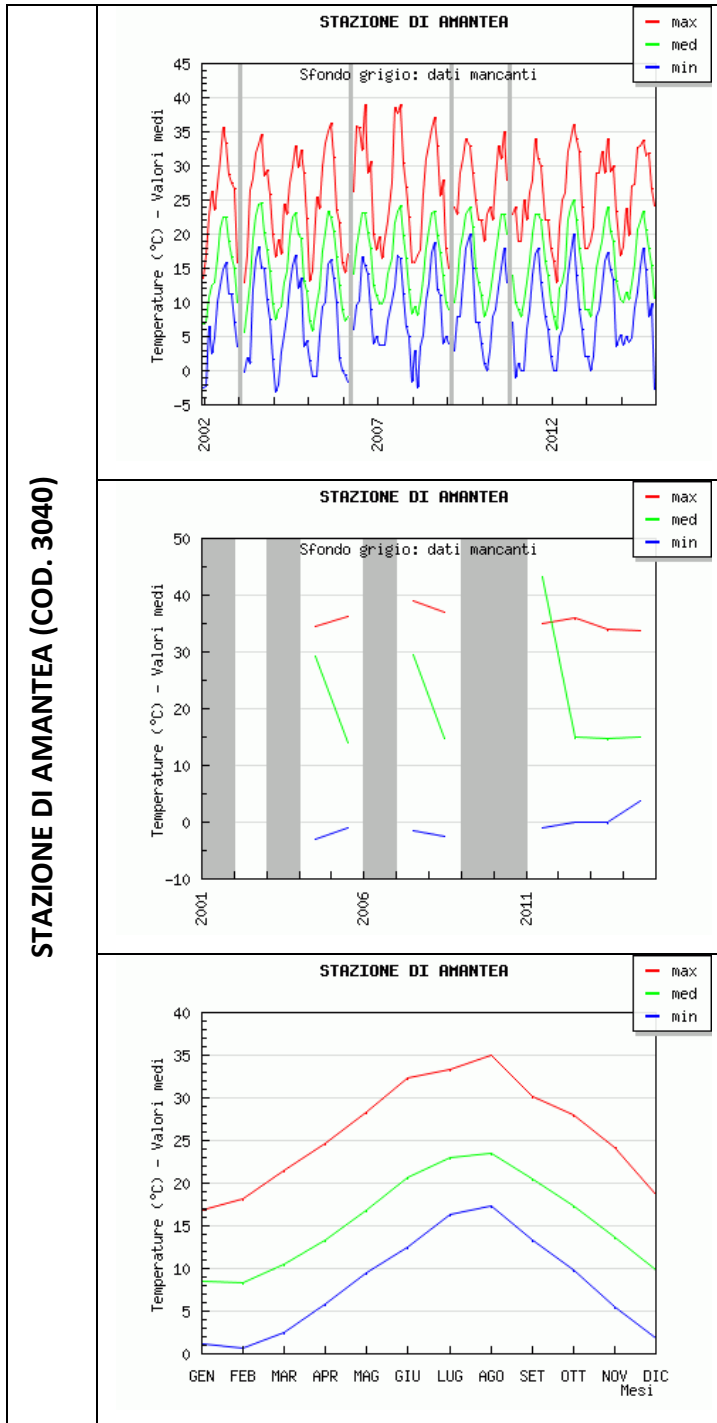 STAZIONE DI AMANTEA (COD. 3040)
STAZIONE DI AMANTEA
max
med
min
Sfondo grigio: dati mancanti
Temperature (°C) - Valori medi
45
40
35
30
25
20
15
10
5
0
-5
2002
2007
2012
STAZIONE DI AMANTEA
max
med
min
Sfondo grigio: dati mancanti
Temperature (°C) - Valori medi
50
40
30
20
10
0
-10
2001
2006
2011
STAZIONE DI AMANTEA
max
med
min
Temperature (°C) - Valori medi
40
35
30
25
20
15
10
5
0
GEN FEB MAR APR MAG GIU LUG AGO SET OTT NOV DIC
Mesi